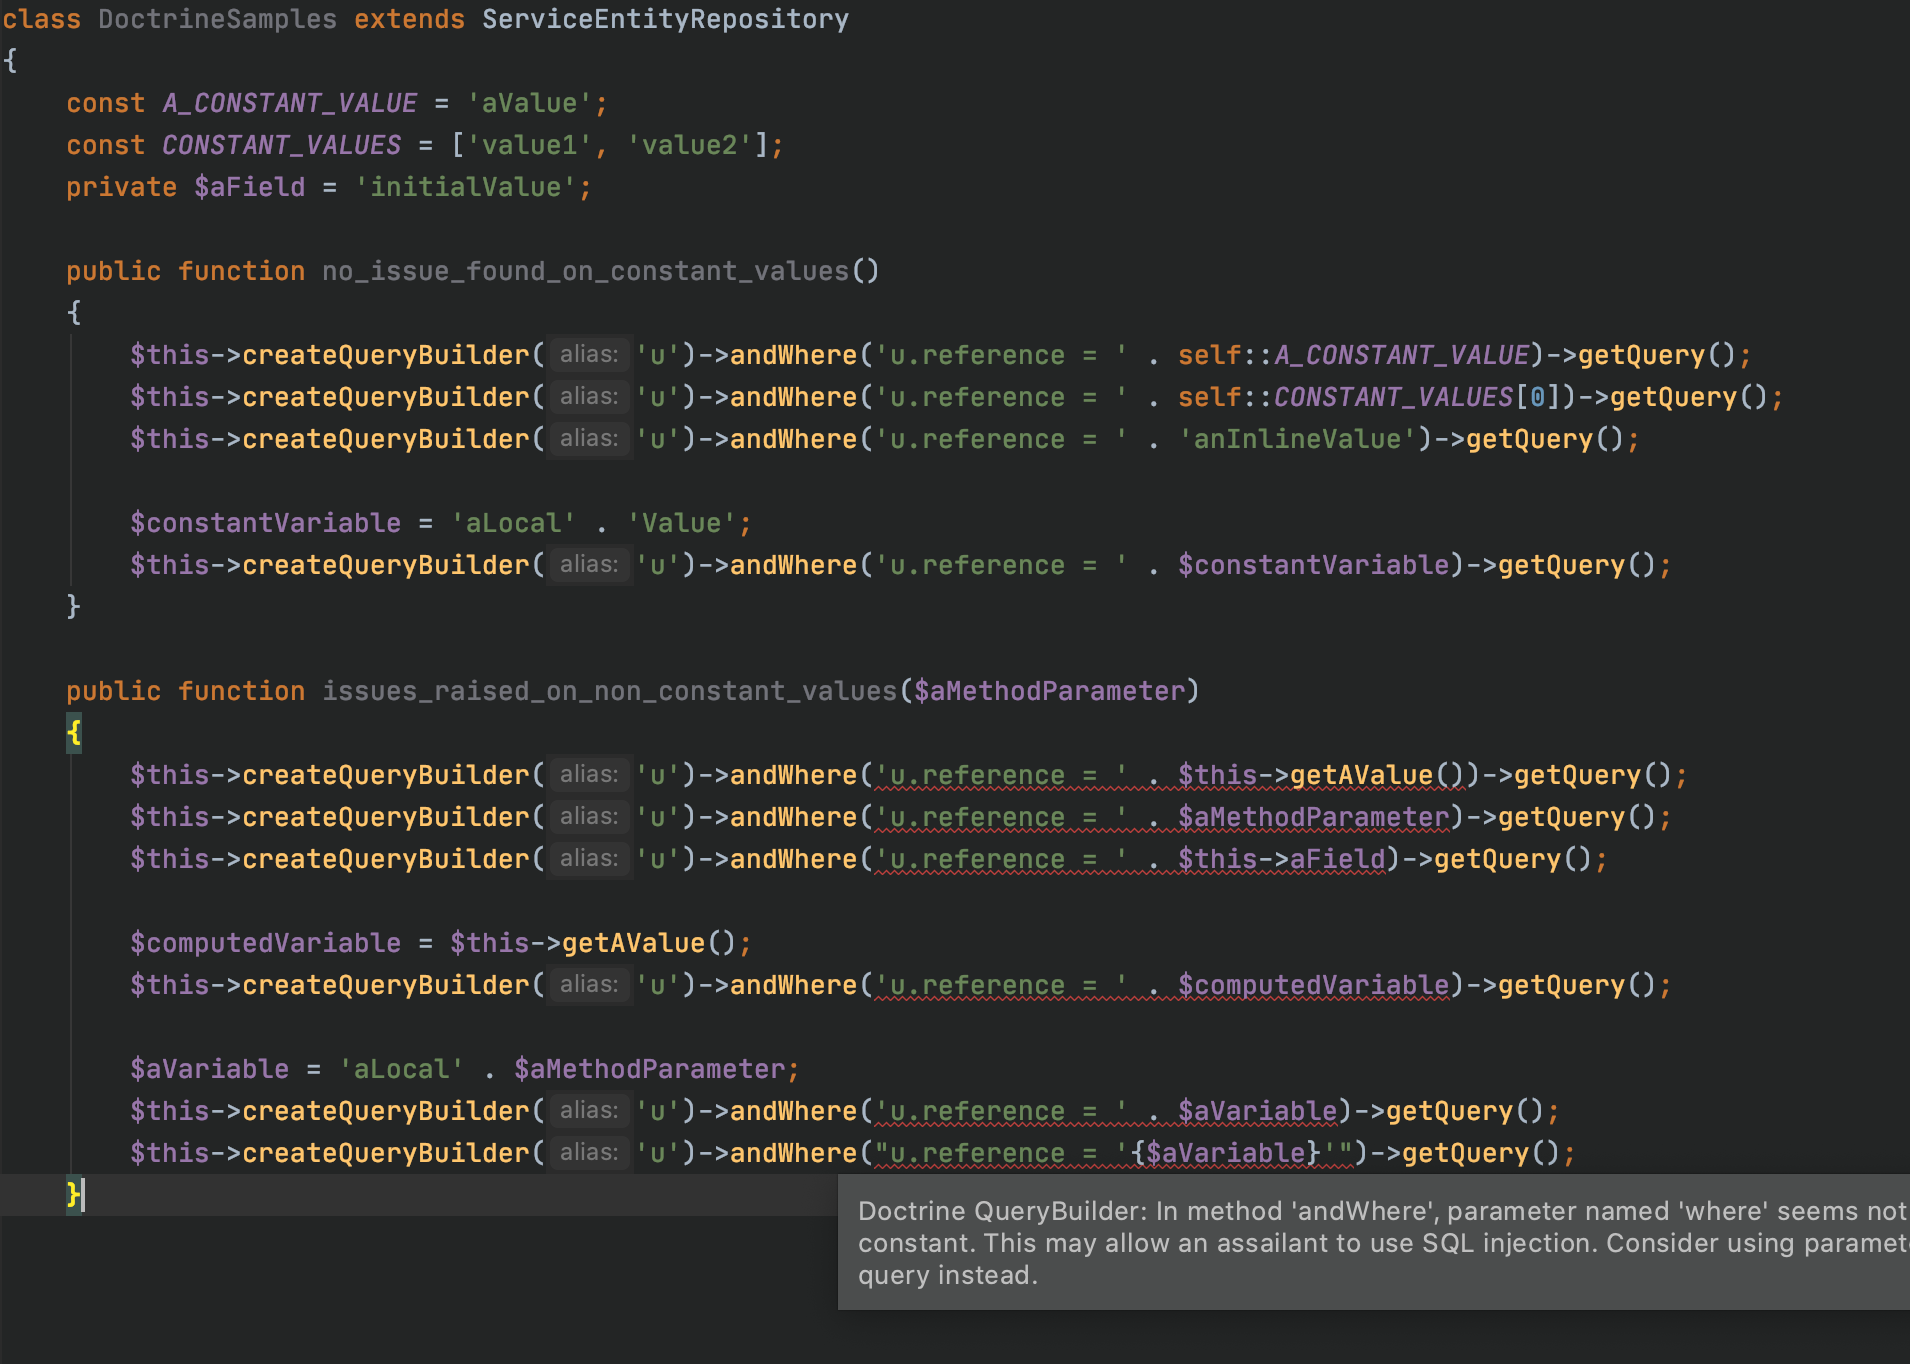 class DoctrineSamples extends ServiceEntityRepository
{
    const A_CONSTANT_VALUE = 'aValue';
    const CONSTANT_VALUES = ['value1', 'value2'];
    private $aField = 'initialValue';

    public function no_issue_found_on_constant_values()
    {
        $this->createQueryBuilder( alias: 'u')->andWhere('u.reference = ' . self::A_CONSTANT_VALUE)->getQuery();
        $this->createQueryBuilder( alias: 'u')->andWhere('u.reference = ' . self::CONSTANT_VALUES[0])->getQuery();
        $this->createQueryBuilder( alias: 'u')->andWhere('u.reference = ' . 'anInlineValue')->getQuery();

        $constantVariable = 'aLocal' . 'Value';
        $this->createQueryBuilder( alias: 'u')->andWhere('u.reference = ' . $constantVariable)->getQuery();
    }

    public function issues_raised_on_non_constant_values($aMethodParameter)
    {
        $this->createQueryBuilder( alias: 'u')->andWhere('u.reference = ' . $this->getAValue())->getQuery();
        $this->createQueryBuilder( alias: 'u')->andWhere('u.reference = ' . $aMethodParameter)->getQuery();
        $this->createQueryBuilder( alias: 'u')->andWhere('u.reference = ' . $this->aField)->getQuery();

        $computedVariable = $this->getAValue();
        $this->createQueryBuilder( alias: 'u')->andWhere('u.reference = ' . $computedVariable)->getQuery();

        $aVariable = 'aLocal' . $aMethodParameter;
        $this->createQueryBuilder( alias: 'u')->andWhere('u.reference = ' . $aVariable)->getQuery();
        $this->createQueryBuilder( alias: 'u')->andWhere("u.reference = '{$aVariable}'")->getQuery();
    }
Doctrine QueryBuilder: In method 'andWhere', parameter named 'where' seems not
constant. This may allow an assailant to use SQL injection. Consider using
query instead.